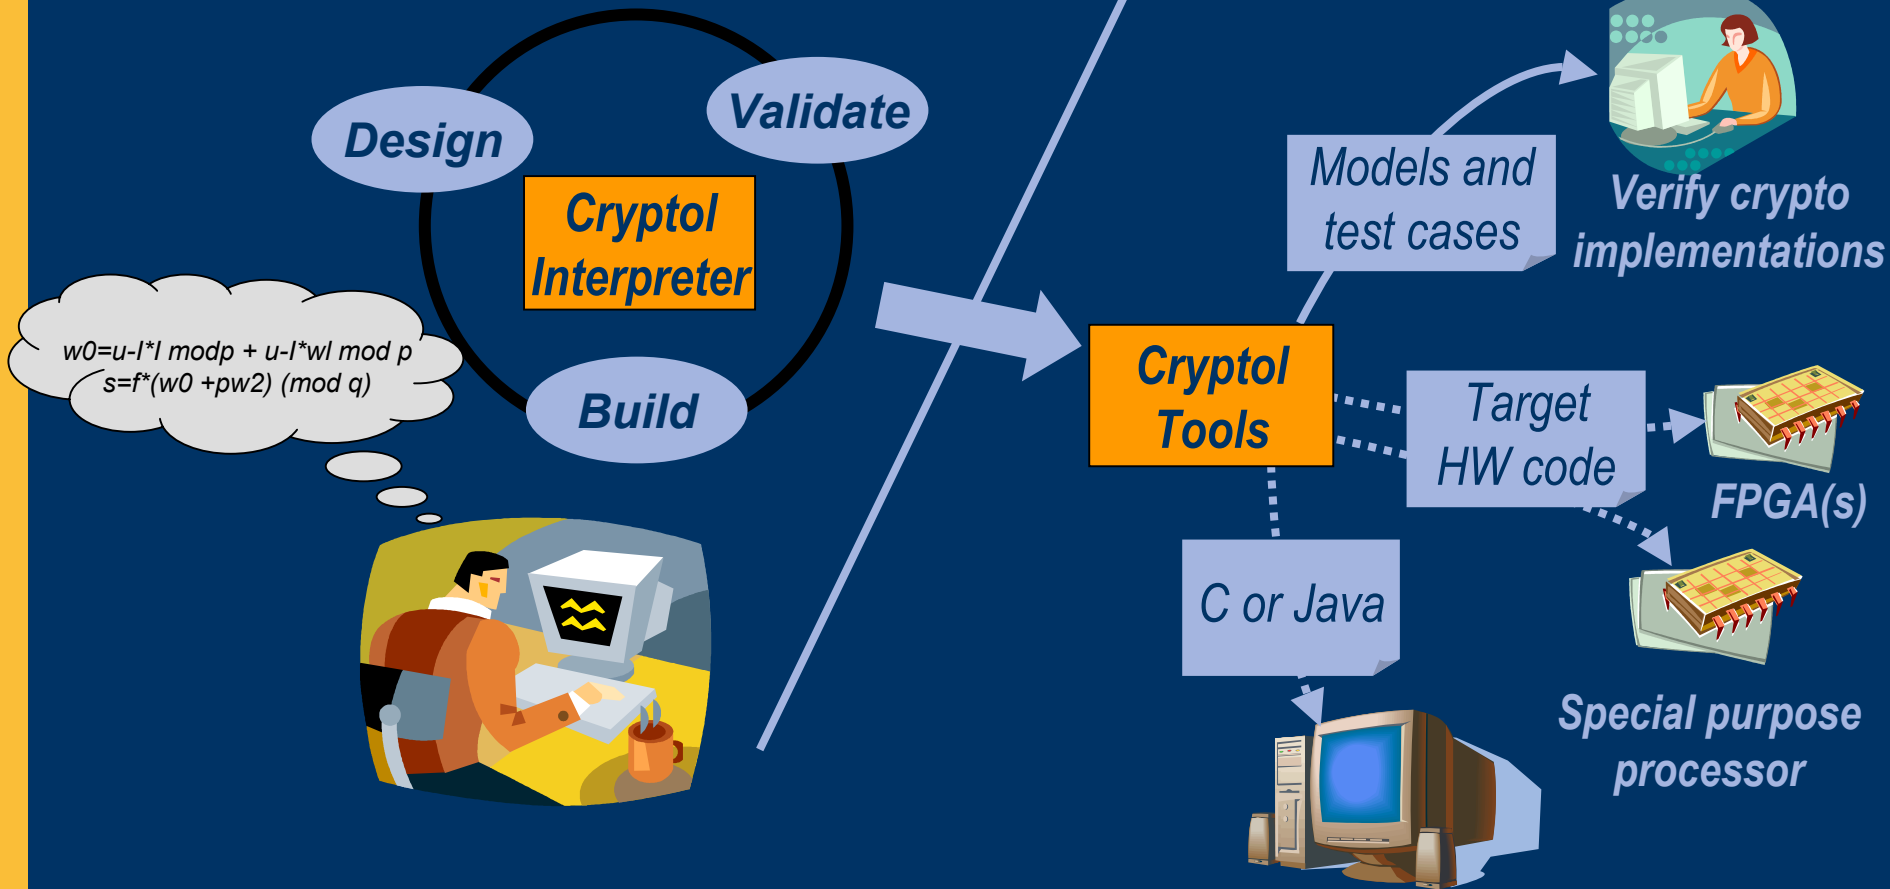 Design
Validate
Cryptol
Interpreter
Build
w0=u-I*I modp + u-I*wl mod p
s=f*(w0 +pw2) (mod q)
Models and
test cases
Verify crypto
implementations
Cryptol
Tools
Target
HW code
FPGA(s)
C or Java
Special purpose
processor